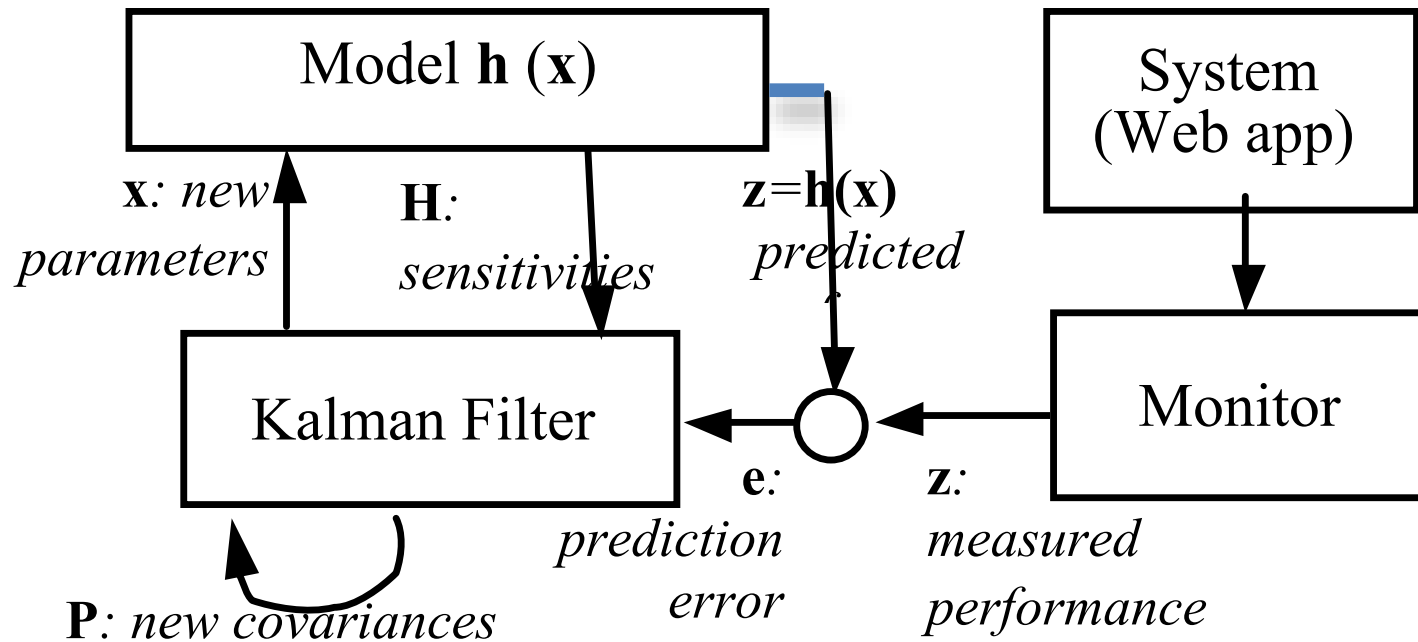 Model h (x)
System
(Web app)
x: new
parameters
H:
sensitivities
z=h(x)
predicted
Kalman Filter
Monitor
e:
prediction
error
z:
measured
performance
P: new covariances